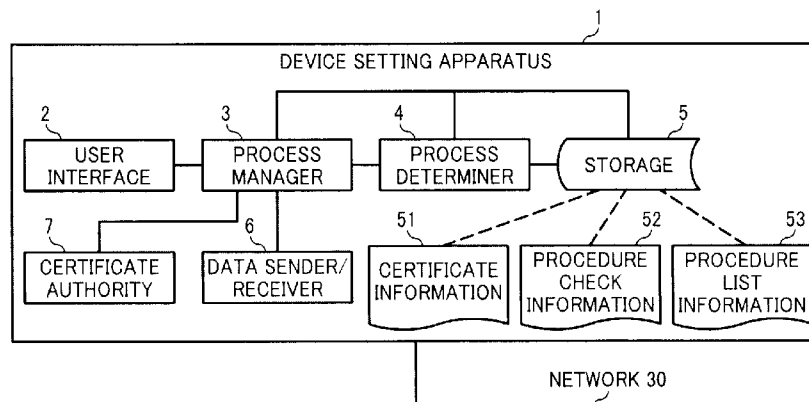 1
DEVICE SETTING APPARATUS
2
3
4
5
USER
INTERFACE
PROCESS
MANAGER
PROCESS
DETERMINER
STORAGE
7
6
51
52
53
CERTIFICATE
AUTHORITY
DATA SENDER/
RECEIVER
CERTIFICATE
INFORMATION
PROCEDURE
CHECK
INFORMATION
PROCEDURE
LIST
INFORMATION
NETWORK 30